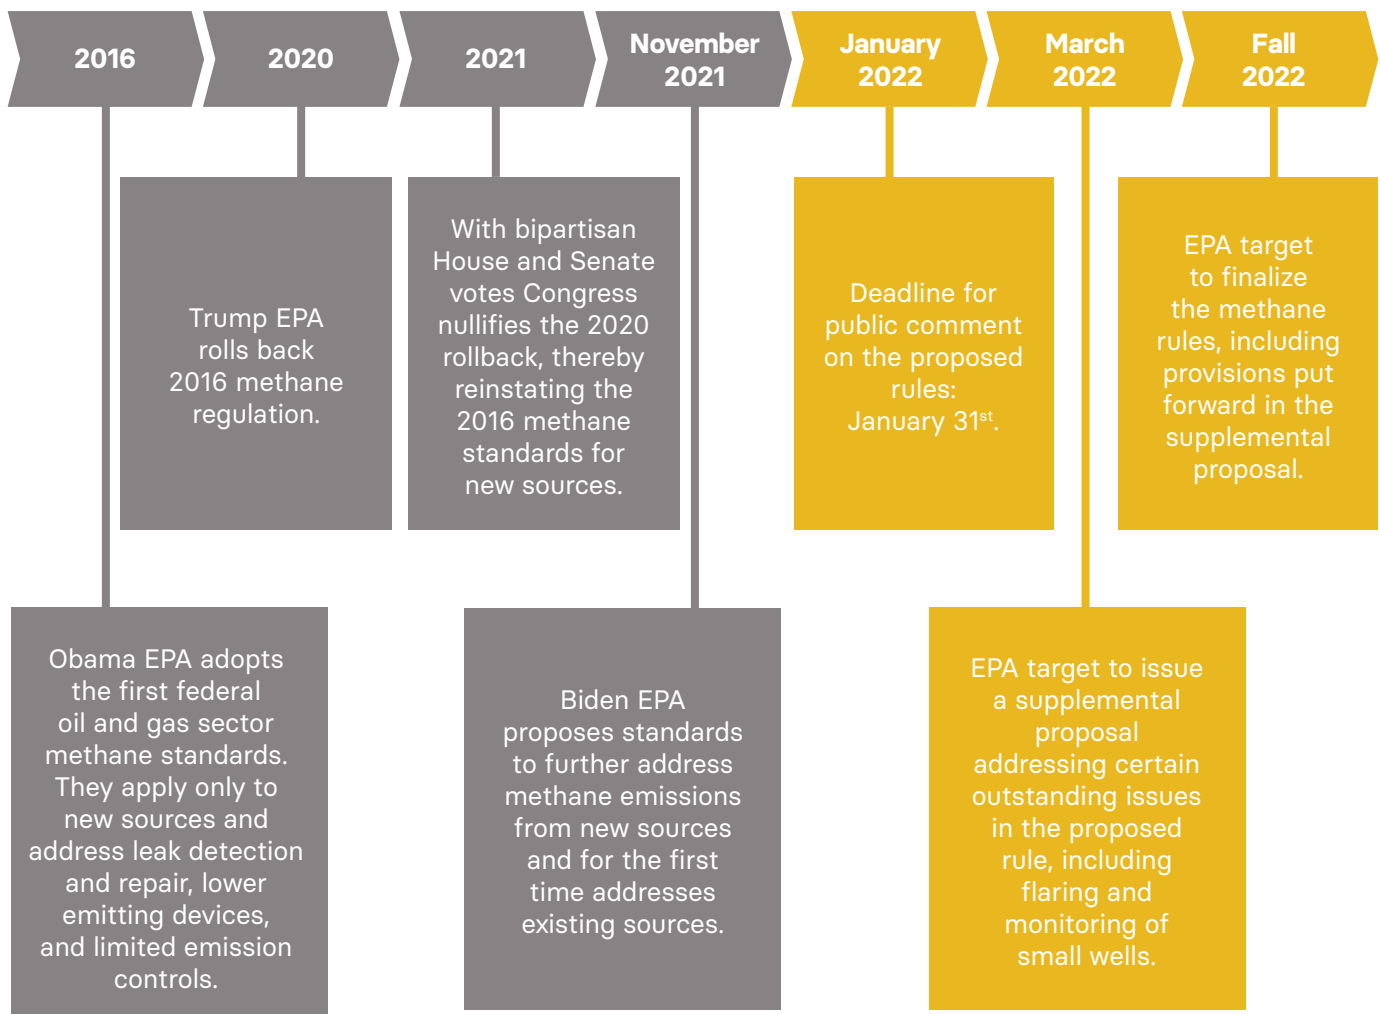 2016
2020
2021
November
2021
January
2022
March
2022
Fall
2022
Trump EPA
rolls back
2016 methane
regulation.
With bipartisan
House and Senate
votes Congress
nullifies the 2020
rollback, thereby
reinstating the
2016 methane
standards for
new sources.
Deadline for
public comment
on the proposed
rules:
January 31st.
EPA target
to finalize
the methane
rules, including
provisions put
forward in the
supplemental
proposal.
Obama EPA adopts
the first federal
oil and gas sector
methane standards.
They apply only to
new sources and
address leak detection
and repair, lower
emitting devices,
and limited emission
controls.
Biden EPA
proposes standards
to further address
methane emissions
from new sources
and for the first
time addresses
existing sources.
EPA target to issue
a supplemental
proposal
addressing certain
outstanding issues
in the proposed
rule, including
flaring and
monitoring of
small wells.